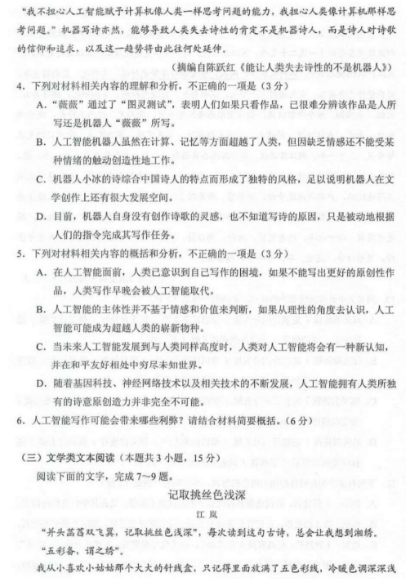 “我不担心人工智能赋予计算机像人类一样思考问题的能力，我担心人类像计算机那样思
考问题。”机器写诗亦然，能够导致人类失去诗性的肯定不是机器诗人，而是诗人对诗歌
的信仰和追求，以及这一趋势将由此往何处延伸。
（摘编自陈跃红《能让人类失去诗性的不是机器人》）
4．下列对材料相关内容的理解和分析，不正确的一项是（3分）
A．“薇薇”通过了“图灵测试”，表明人们如果只看作品，已很难分辨该作品是人所
写还是机器人“薇薇”所写。
B．人工智能机器人虽然在计算、记忆等方面超越了人类，但因缺乏情感还不能受某
种情绪的触动创造性地工作。
C．机器人小冰的诗综合中国诗人的特点而形成了独特的风格，足以说明机器人在文
学创作上还有很大发展空间。
D．目前，机器人自身没有创作诗歌的灵感，也不知道写诗的原因，只是被动地根据
人们的指令完成其写作任务。
5．下列对材料相关内容的概括和分析，不正确的一项是（3分）
A．在人工智能面前，人类已意识到自己写作的困境，如果不能写出更好的原创性作
品，人类写作早晚会被人工智能取代。
B．人工智能的主体性并不基于情感和价值来判断，如果从理性的角度去认识，人工
智能可能成为超越人类的崭新物种。
C．当未来人工智能发展到与人类同样高度时，人类对人工智能将会有一种新认知，
并在和平友好相处中穷尽未知世界。
D．随着基因科技、神经网络技术以及相关技术的不断发展，人工智能拥有人类所独
有的诗意原创造力并非完全不可能。
6．人工智能写作可能会带来哪些利弊？请结合材料简要概括。（6分）
（三）文学类文本阅读（本题共3小题，15分）
阅读下面的文字，完成7~9题。
记取挑丝色浅深
江岚
“并头菡萏双飞翼，记取挑丝色浅深”，每次读到这句古诗，总会让我想到湘绣。
“五彩备，谓之绣”。
我从小喜欢小姑姑那个大大的针线盒，只记得里面放满了五色彩线，冷暖色调深深浅